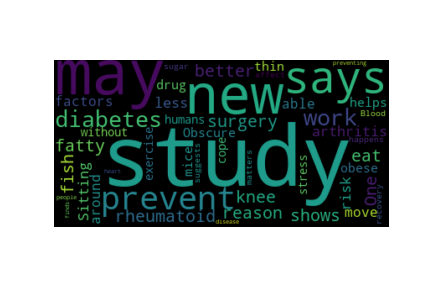 may sugar better thin preventing
affect says
factors drug less new able helps
diabetes humans surgery work Blood
without Obscure arthritis happens
fatty study
fish exercise mice suggests cope stress eat
sitting around matters risk obese
people heart prevent knee One
finds rheumatoid reason shows move recovery
disease